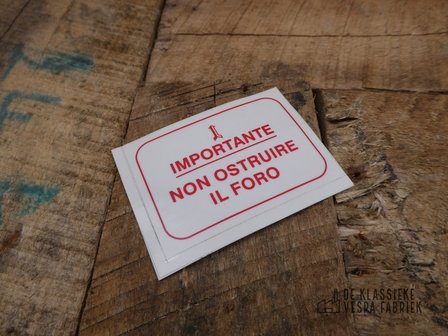 IMPORTANTE
NON OSTRUIRE
IL FORO
DE KLASSIEKE
VESPA FABRIEK